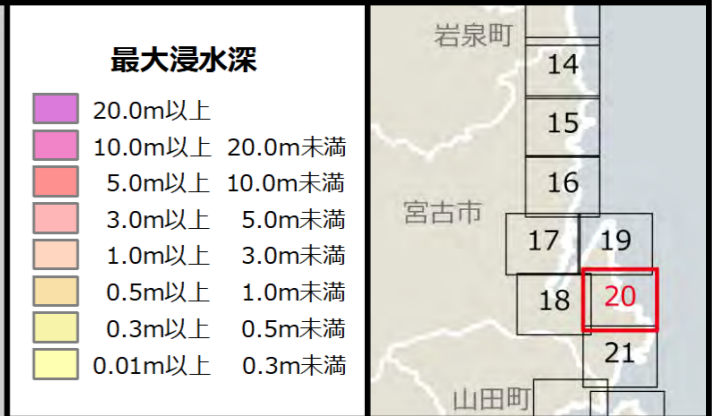 最大浸水深
20.0m以上
10.0m以上 20.0m未満
5.0m以上 10.0m未満
3.0m以上 5.0m未満
1.0m以上 3.0m未満
0.5m以上 1.0m未満
0.3m以上 0.5m未満
0.01m以上 0.3m未満
岩泉町
14
15
16
宮古市
17
19
18
20
21
山田町